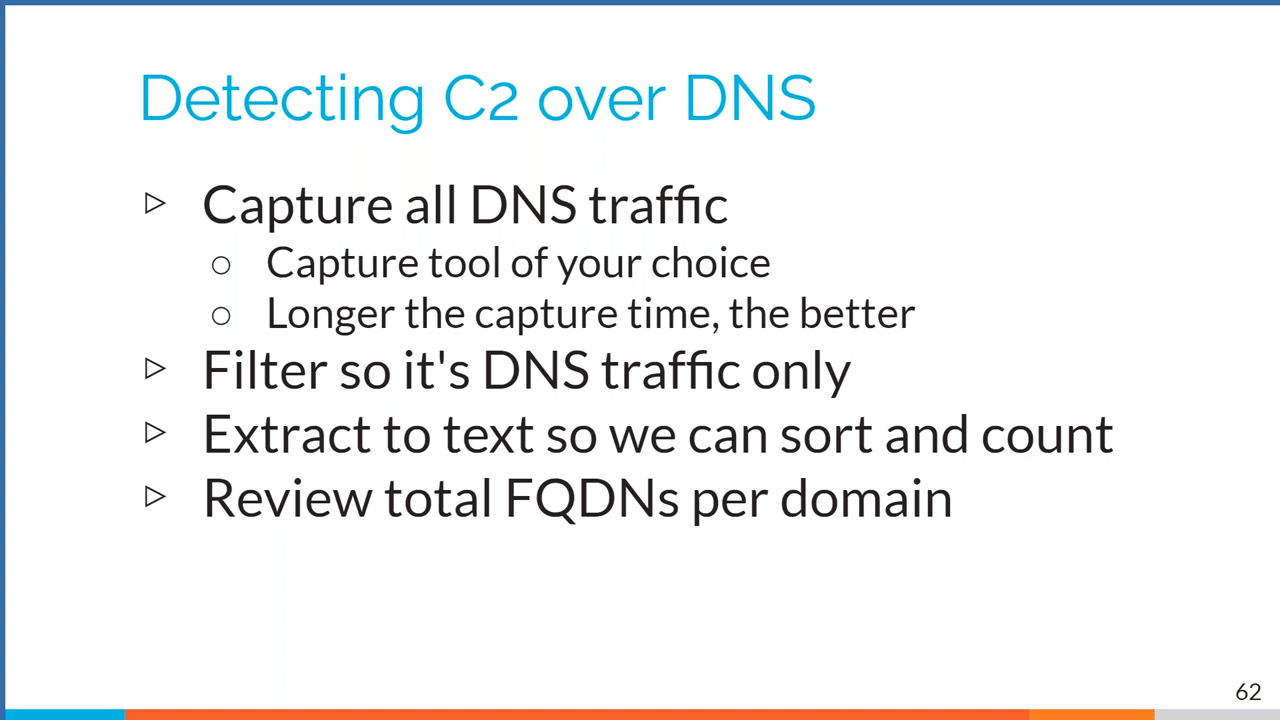 Detecting C2 over DNS
Capture all DNS traffic
Capture tool of your choice
Longer the capture time, the better
Filter so it's DNS traffic only
Extract to text so we can sort and count
Review total FQDNs per domain
62